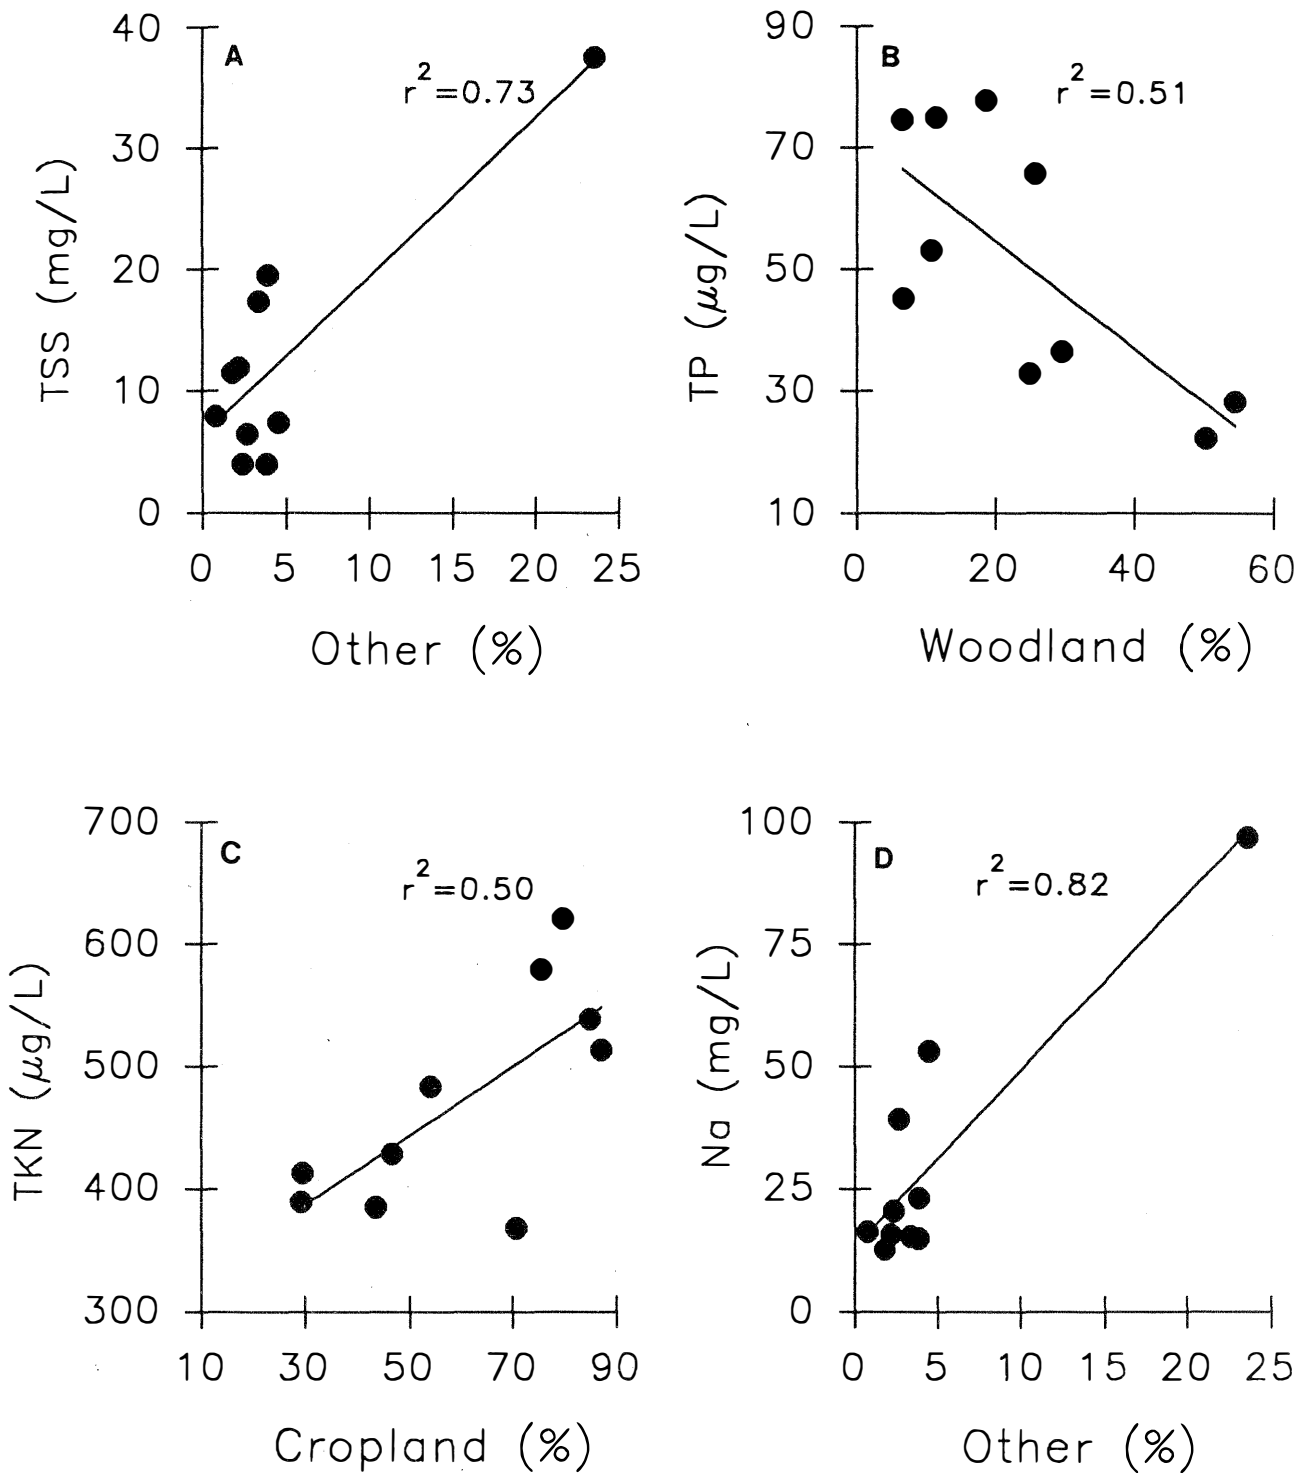 A
r²=0.73
40
30
20
10
0
TSS (mg/L)
0 5 10 15 20 25
Other (%)
B
r²=0.51
90
70
50
30
10
TP (μg/L)
0 20 40 60
Woodland (%)
C
r²=0.50
700
600
500
400
300
TKN (μg/L)
10 30 50 70 90
Cropland (%)
D
r²=0.82
100
75
50
25
0
Na (mg/L)
0 5 10 15 20 25
Other (%)